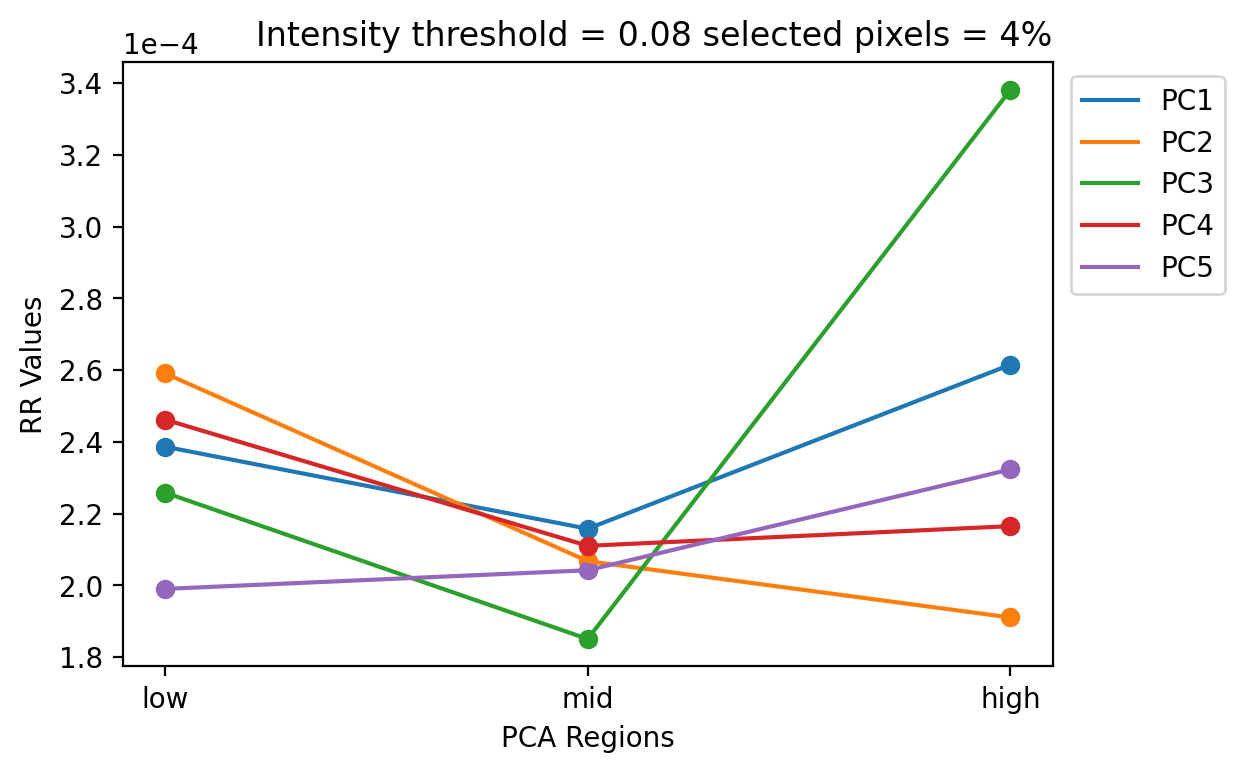 Intensity threshold = 0.08 selected pixels = 4%
1e−4
3.4
3.2
3.0
2.8
2.6
2.4
2.2
2.0
1.8
RR Values
low
mid
high
PCA Regions
PC1
PC2
PC3
PC4
PC5